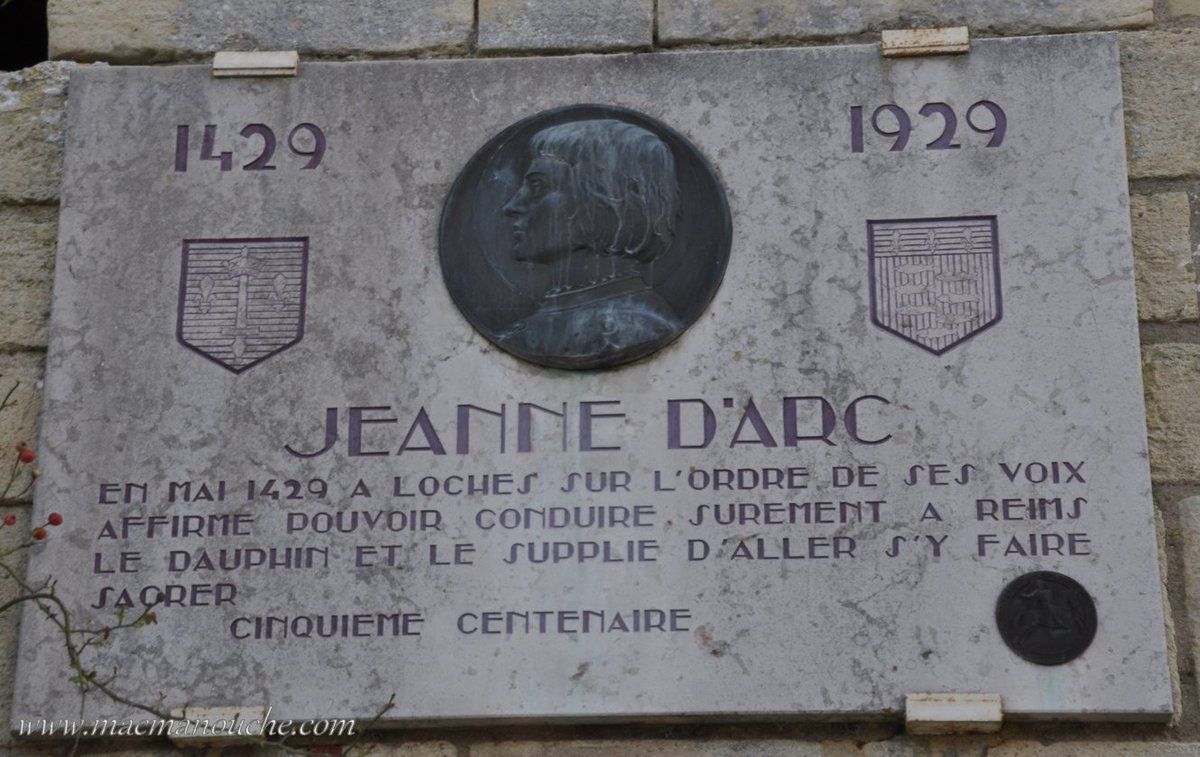 1429
1929
JEANNE D'ARC
EN MAI 1429 A LOCHES SUR L'ORDRE DE SES VOIX
AFFIRME POUVOIR CONDUIRE SUREMENT A REIMS
LE DAUPHIN ET LE SUPPLIE D'ALLER S'Y FAIRE
SACRER
CINQUIEME CENTENAIRE
www.macmanouche.com